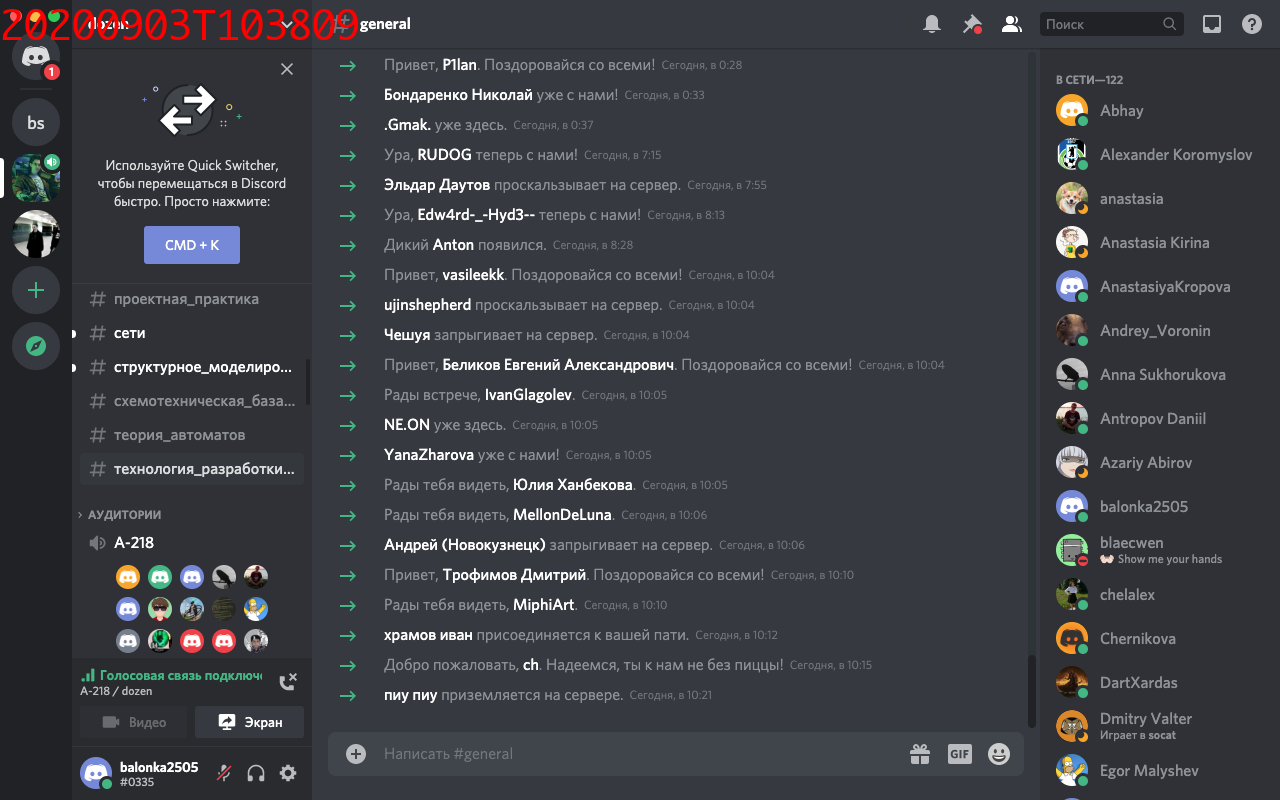 20200903T103809
dozen
general
Поиск
1
bs
Используйте Quick Switcher,
чтобы перемещаться в Discord
быстро. Просто нажмите:
CMD + K
# проектная_практика
# сети
# структурное_моделиро...
# схемотехническая_база...
# теория_автоматов
# технология_разработки...
АУДИТОРИИ
А-218
Голосовая связь подключе
A-218 / dozen
Видео
Экран
balonka2505
#0335
Привет, P1lan. Поздоровайся со всеми! Сегодня, в 0:28
Бондаренко Николай уже с нами! Сегодня, в 0:33
.Gmak. уже здесь. Сегодня, в 0:37
Ура, RUDOG теперь с нами! Сегодня, в 7:15
Эльдар Даутов проскальзывает на сервер. Сегодня, в 7:55
Ура, Edw4rd-_-Hyd3-- теперь с нами! Сегодня, в 8:13
Дикий Anton появился. Сегодня, в 8:28
Привет, vasileekk. Поздоровайся со всеми! Сегодня, в 10:04
ujinshepherd проскальзывает на сервер. Сегодня, в 10:04
Чешуя запрыгивает на сервер. Сегодня, в 10:04
Привет, Беликов Евгений Александрович. Поздоровайся со всеми! Сегодня, в 10:04
Рады встрече, IvanGlagolev. Сегодня, в 10:05
NE.ON уже здесь. Сегодня, в 10:05
YanaZharova уже с нами! Сегодня, в 10:05
Рады тебя видеть, Юлия Ханбекова. Сегодня, в 10:05
Рады тебя видеть, MellonDeLuna. Сегодня, в 10:06
Андрей (Новокузнецк) запрыгивает на сервер. Сегодня, в 10:06
Привет, Трофимов Дмитрий. Поздоровайся со всеми! Сегодня, в 10:10
Рады тебя видеть, MiphiArt. Сегодня, в 10:10
храмов иван присоединяется к вашей пати. Сегодня, в 10:12
Добро пожаловать, ch. Надеемся, ты к нам не без пиццы! Сегодня, в 10:15
пиу пиу приземляется на сервере. Сегодня, в 10:21
Написать #general
GIF
В СЕТИ—122
Abhay
Alexander Koromyslov
anastasia
Anastasia Kirina
AnastasiyaKropova
Andrey_Voronin
Anna Sukhorukova
Antropov Daniil
Azariy Abirov
balonka2505
blaecwen
Show me your hands
chelalex
Chernikova
DartXardas
Dmitry Valter
Играет в socat
Egor Malyshev